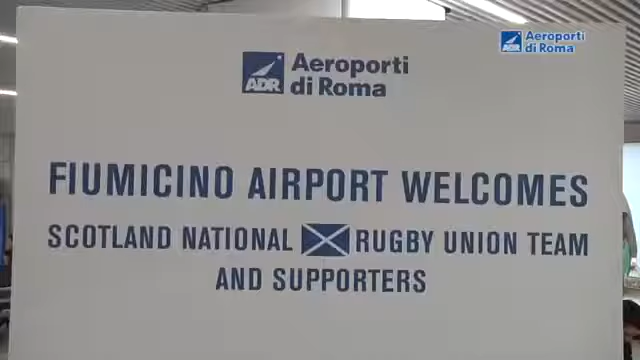 Aeroporti
di Roma
ADR
Aeroporti
di Roma
ADR
FIUMICINO AIRPORT WELCOMES
SCOTLAND NATIONAL RUGBY UNION TEAM
AND SUPPORTERS